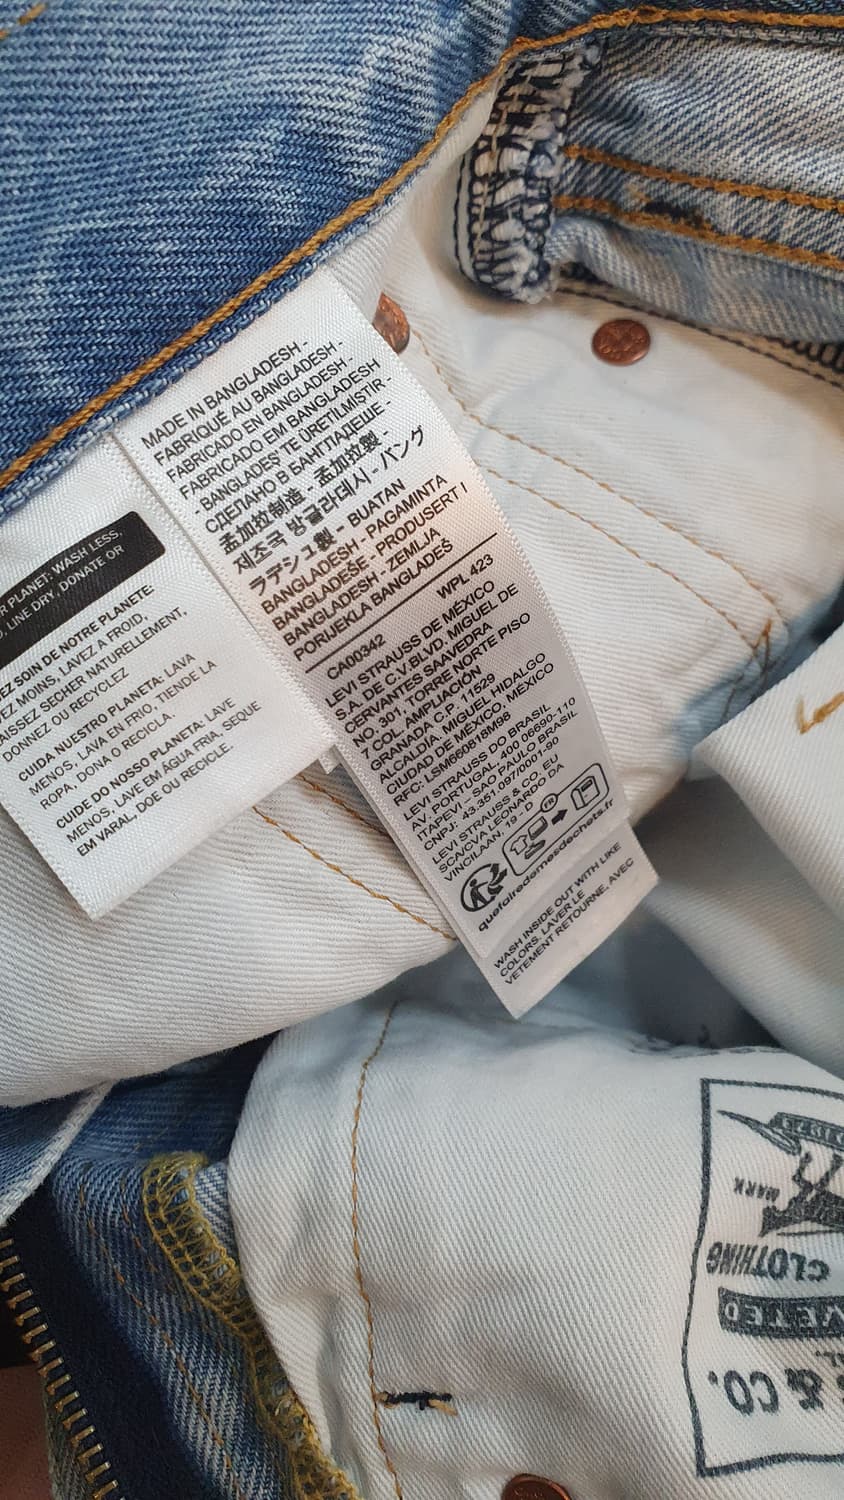 MADE IN BANGLADESH -
FABRIQUÉ AU BANGLADESH -
FABRICADO EN BANGLADESH -
FABRICADO EM BANGLADESH
- BANGLADEŞ'TE ÜRETİLMİŞTİR -
СДЕЛАНО В БАНГЛАДЕШЕ -
孟加拉制造 - 孟加拉製 -
제조국 방글라데시 - バング
ラデシュ製 - BUATAN
BANGLADESH - PAGAMINTA
BANGLADEŠE - PRODUSERT I
BANGLADESH - ZEMLJA
PORIJEKLA BANGLADEŠ
CA00342 WPL 423
LEVI STRAUSS DE MÉXICO
S.A. DE C.V BLVD. MIGUEL DE
CERVANTES SAAVEDRA
NO. 301, TORRE NORTE PISO
7 COL. AMPLIACIÓN
GRANADA C.P. 11529
ALCALDÍA. MIGUEL HIDALGO
CIUDAD DE MÉXICO, MÉXICO
RFC: LSM660818M98
LEVI STRAUSS DO BRASIL
AV. PORTUGAL, 400 06690-110
ITAPEVI – SAO PAULO BRASIL
CNPJ: 43.351.097/0001-90
LEVI STRAUSS & CO. EU
SCA/CVA LEONARDO DA
VINCILAAN, 19 - D
FR
quefairedemesdechets.fr
WASH INSIDE OUT WITH LIKE
COLORS. LAVER LE
VETEMENT RETOURNE, AVEC
PLANET: WASH LESS,
LINE DRY, DONATE OR
SOIN DE NOTRE PLANETE:
MOINS, LAVEZ A FROID,
SECHER NATURELLEMENT,
DONNEZ OU RECYCLEZ
CUIDA NUESTRO PLANETA: LAVA
MENOS, LAVA EN FRIO, TIENDE LA
ROPA, DONA O RECICLA.
CUIDE DO NOSSO PLANETA: LAVE
MENOS, LAVE EM ÁGUA FRIA, SEQUE
EM VARAL, DOE OU RECICLE.
& CO.
CLOTHING
MARK